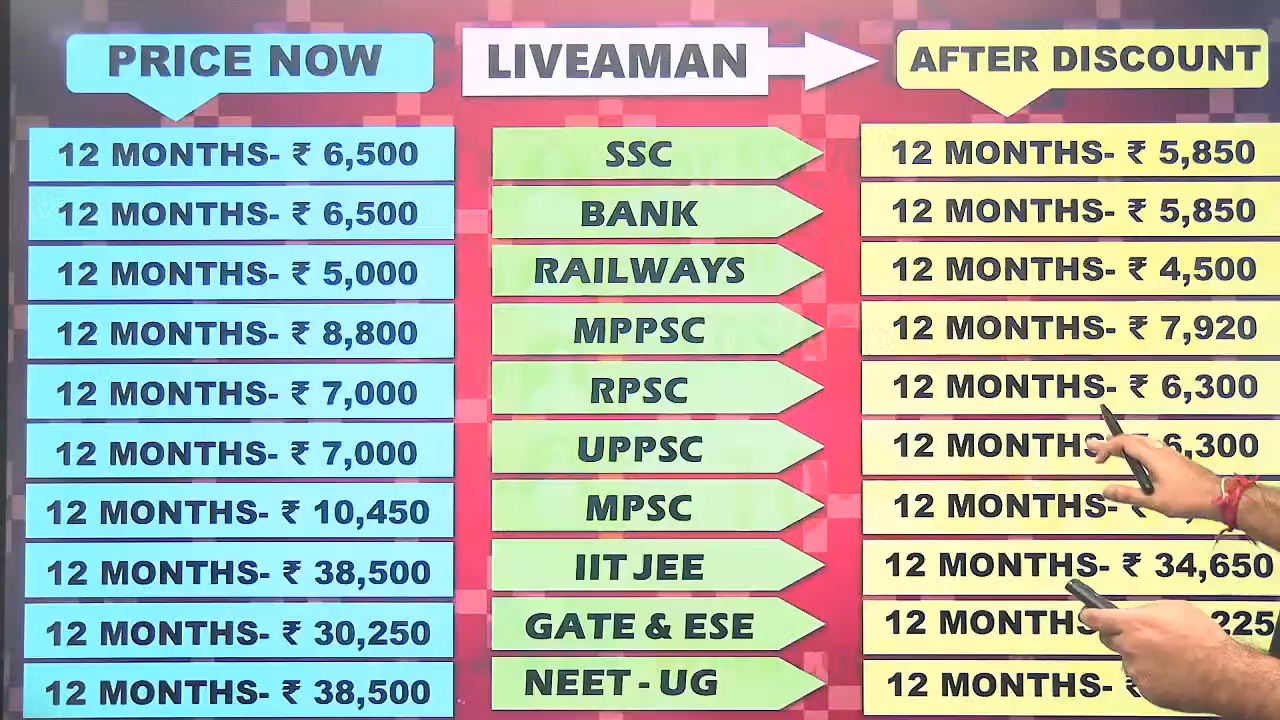 PRICE NOW LIVEAMAN AFTER DISCOUNT
12 MONTHS- ₹ 6,500 SSC 12 MONTHS- ₹ 5,850
12 MONTHS- ₹ 6,500 BANK 12 MONTHS- ₹ 5,850
12 MONTHS- ₹ 5,000 RAILWAYS 12 MONTHS- ₹ 4,500
12 MONTHS- ₹ 8,800 MPPSC 12 MONTHS- ₹ 7,920
12 MONTHS- ₹ 7,000 RPSC 12 MONTHS- ₹ 6,300
12 MONTHS- ₹ 7,000 UPPSC 12 MONTHS- ₹ 6,300
12 MONTHS- ₹ 10,450 MPSC 12 MONTHS- ₹
12 MONTHS- ₹ 38,500 IIT JEE 12 MONTHS- ₹ 34,650
12 MONTHS- ₹ 30,250 GATE & ESE 12 MONTHS 225
12 MONTHS- ₹ 38,500 NEET - UG 12 MONTHS- ₹